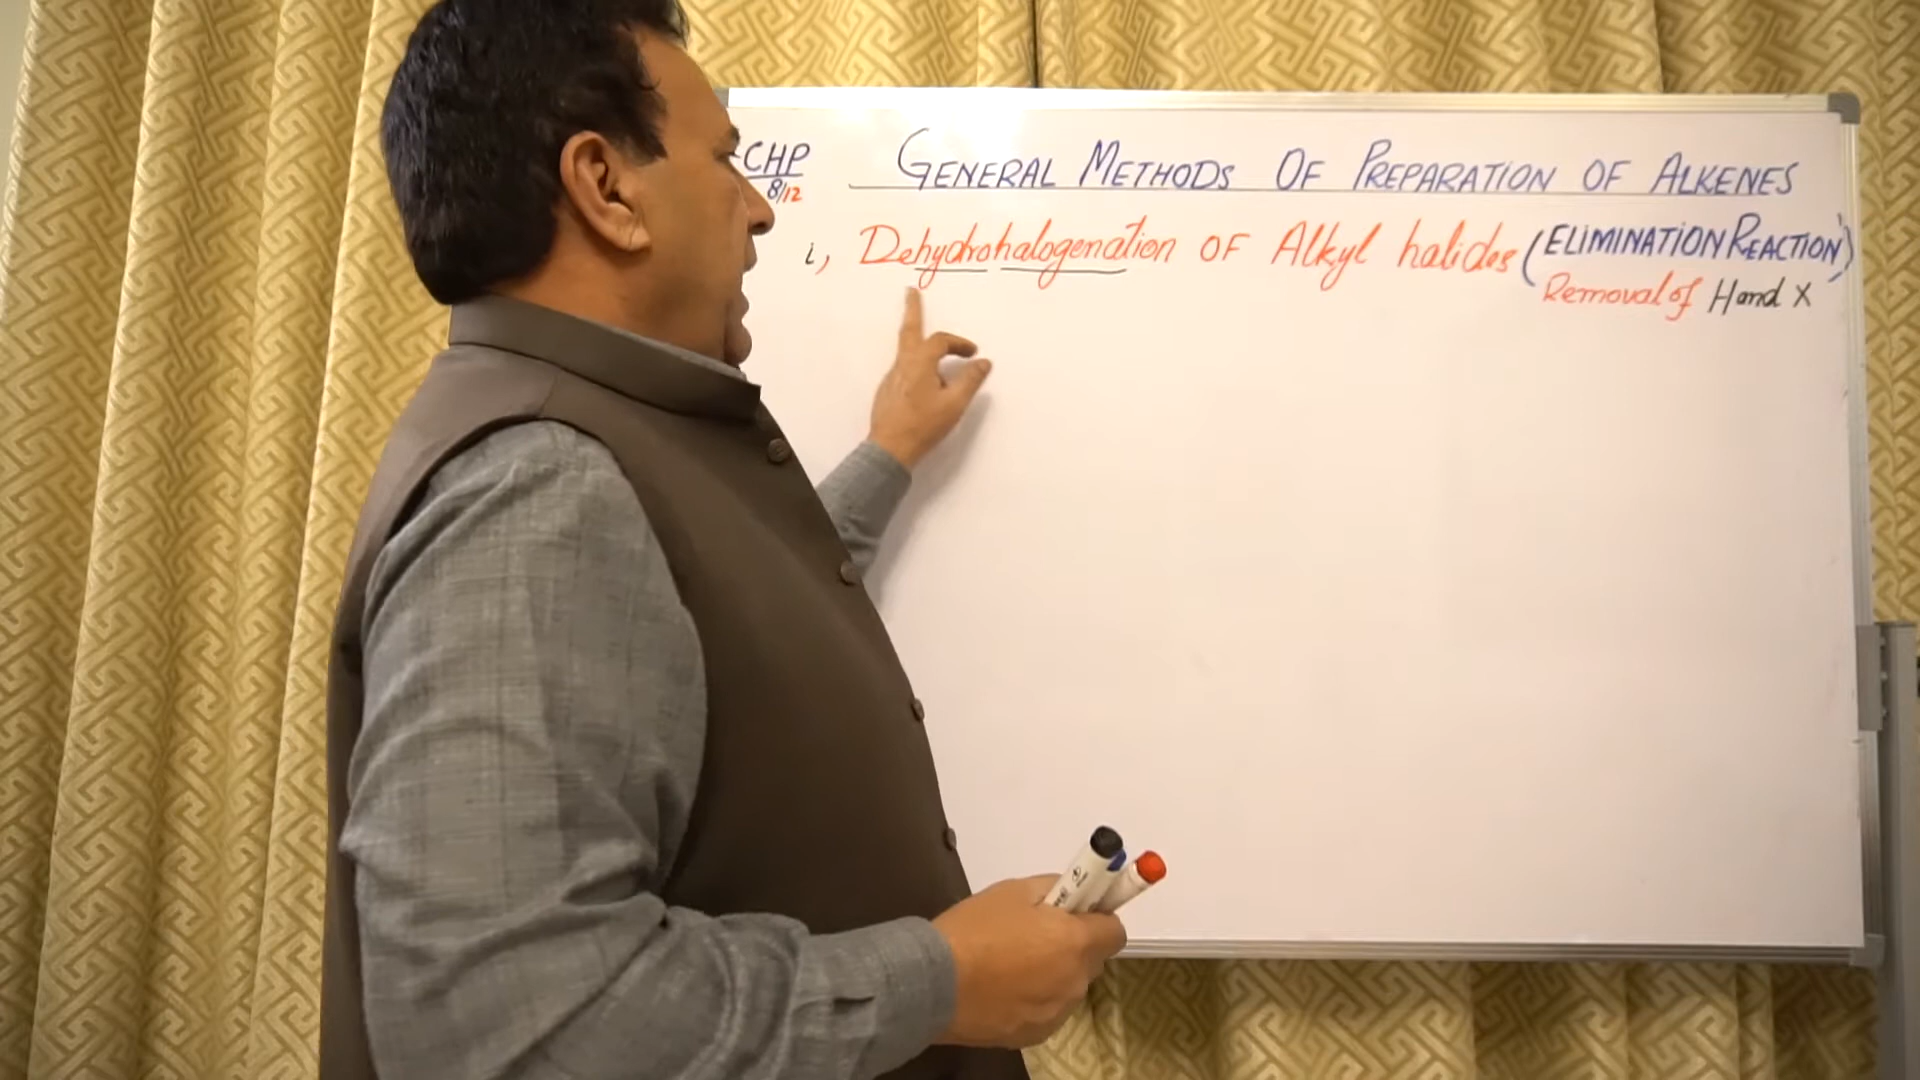 CHP GENERAL METHODS OF PREPARATION OF ALKENES
8/12
i, Dehydrohalogenation OF Alkyl halides (ELIMINATION REACTION)
Removal of H and X